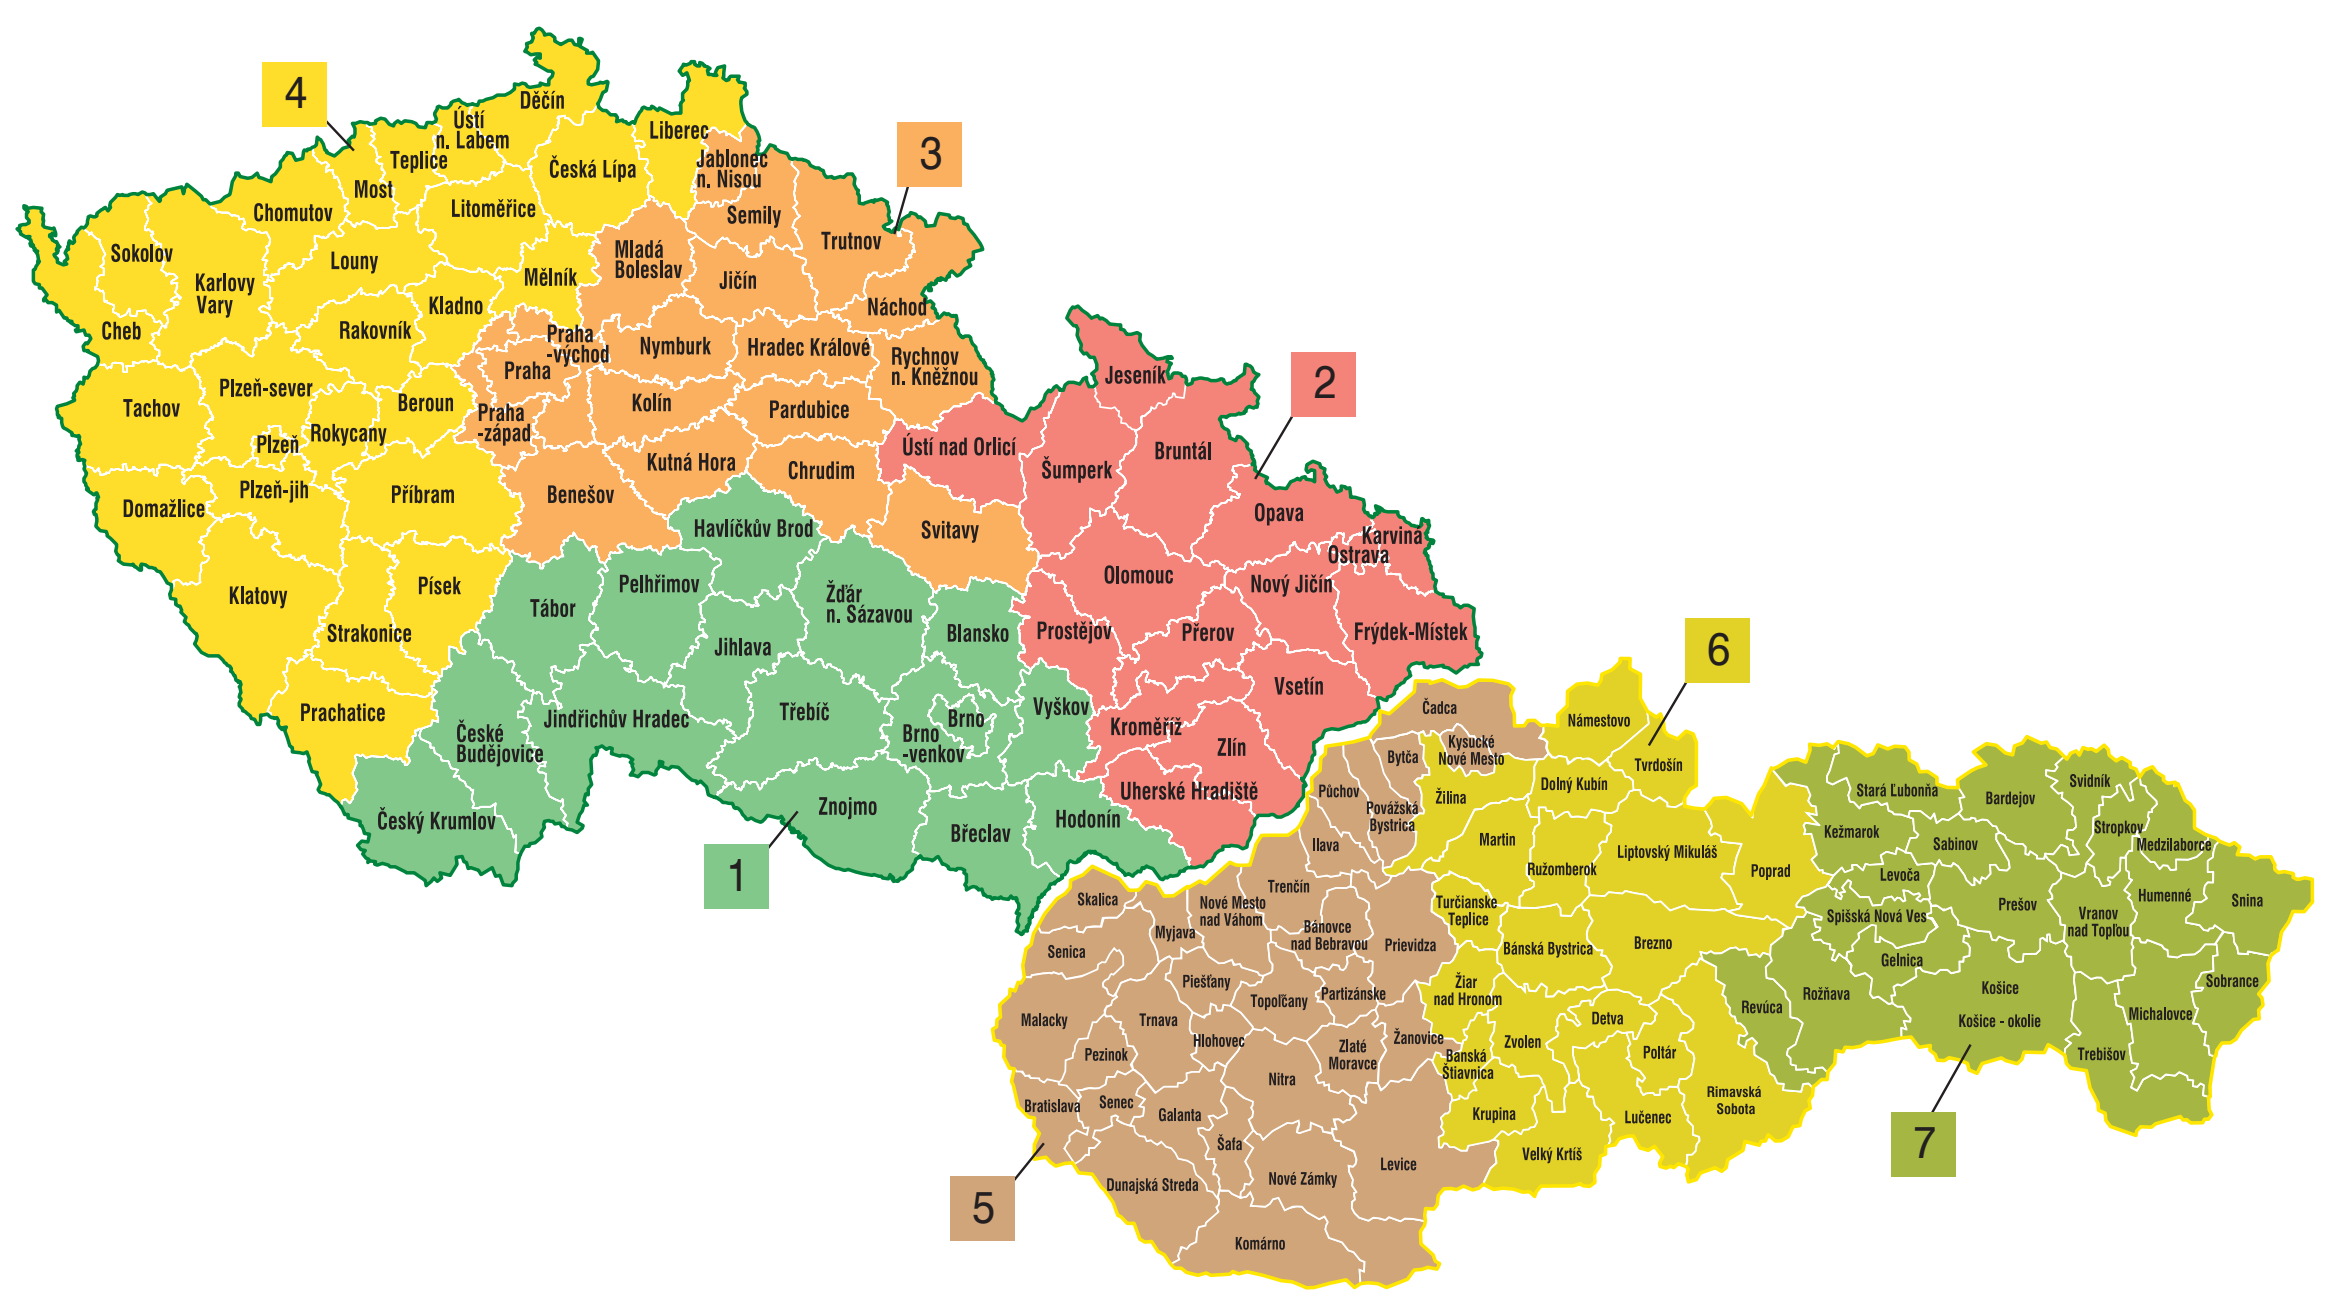 4
Děčín
Ústí
n. Labem
Teplice
Most
Chomutov
Česká Lípa
Liberec
Jablonec
n. Nisou
3
Semily
Litoměřice
Trutnov
Sokolov
Karlovy
Vary
Louny
Mělník
Mladá
Boleslav
Jičín
Náchod
Cheb
Rakovník
Kladno
Praha
-východ
Praha
Nymburk
Hradec Králové
Rychnov
n. Kněžnou
Jeseník
2
Tachov
Plzeň-sever
Beroun
Praha
-západ
Kolín
Pardubice
Plzeň
Rokycany
Kutná Hora
Chrudim
Ústí nad Orlicí
Šumperk
Bruntál
Domažlice
Plzeň-jih
Příbram
Benešov
Havlíčkův Brod
Svitavy
Opava
Karviná
Ostrava
Klatovy
Písek
Tábor
Pelhřimov
Žďár
n. Sázavou
Olomouc
Nový Jičín
Strakonice
Jihlava
Blansko
Prostějov
Přerov
Frýdek-Místek
Prachatice
České
Budějovice
Jindřichův Hradec
Třebíč
Brno
Brno
-venkov
Vyškov
Kroměříž
Vsetín
Zlín
Český Krumlov
Znojmo
Břeclav
Hodonín
Uherské Hradiště
1
6
Čadca
Kysucké
Nové Mesto
Bytča
Námestovo
Tvrdošín
Dolný Kubín
Žilina
Púchov
Povážská
Bystrica
Ilava
Martin
Ružomberok
Liptovský Mikuláš
Poprad
Stará Ľubonňa
Kežmarok
Bardejov
Svidník
Stropkov
Medzilaborce
Sabinov
Levoča
Spišská Nová Ves
Prešov
Vranov
nad Topľou
Humenné
Snina
Gelnica
Košice
Košice - okolie
Michalovce
Sobrance
Trebišov
Rožňava
Revúca
7
Skalica
Senica
Myjava
Nové Mesto
nad Váhom
Trenčín
Bánovce
nad Bebravou
Prievidza
Turčianske
Teplice
Bánská Bystrica
Brezno
Piešťany
Topoľčany
Partizánske
Žiar
nad Hronom
Malacky
Trnava
Hlohovec
Zlaté
Moravce
Žanovice
Banská
Štiavnica
Zvolen
Detva
Poltár
Pezinok
Nitra
Rimavská
Sobota
Bratislava
Senec
Galanta
Šafa
Krupina
Lučenec
Velký Krtíš
Levice
Nové Zámky
Dunajská Streda
Komárno
5